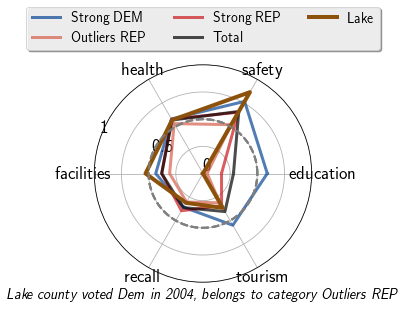 Strong DEM Strong REP Lake
Outliers REP Total
health safety
1
0.5
0
facilities education
recall tourism
Lake county voted Dem in 2004, belongs to category Outliers REP